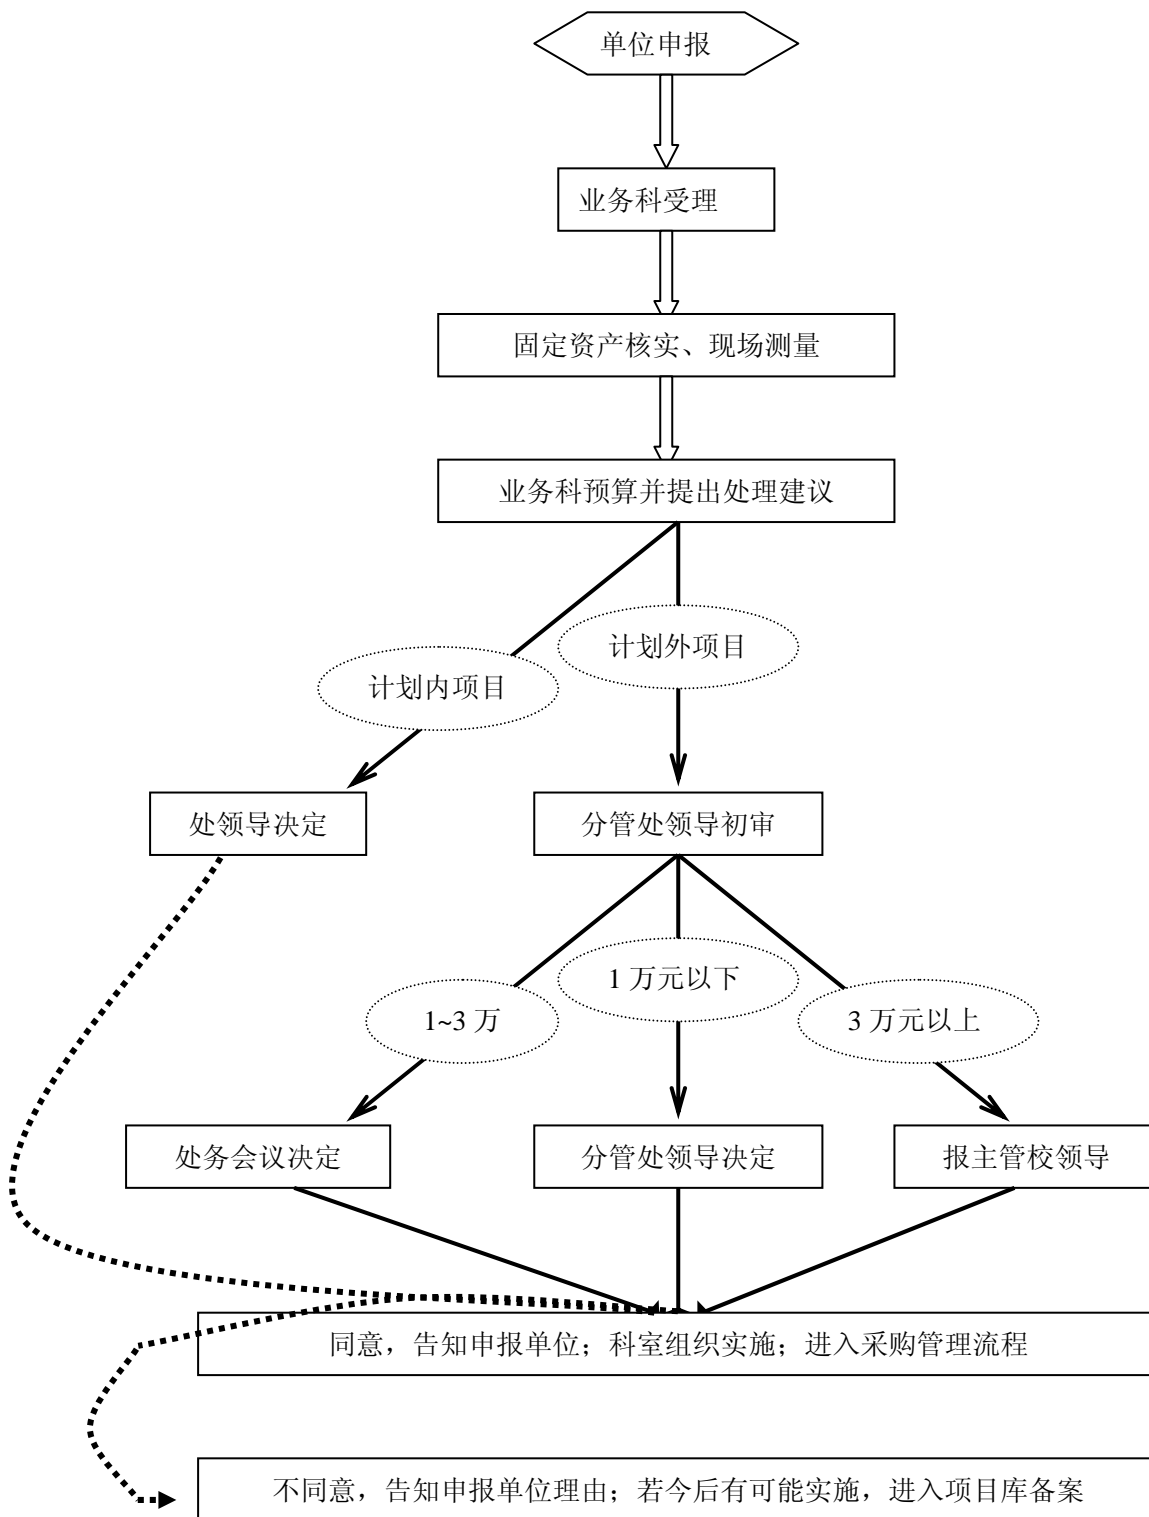 单位申报
业务科受理
固定资产核实、现场测量
业务科预算并提出处理建议
计划外项目
计划内项目
处领导决定
分管处领导初审
1 万元以下
1~3 万
3 万元以上
处务会议决定
分管处领导决定
报主管校领导
同意，告知申报单位；科室组织实施；进入采购管理流程
不同意，告知申报单位理由；若今后有可能实施，进入项目库备案